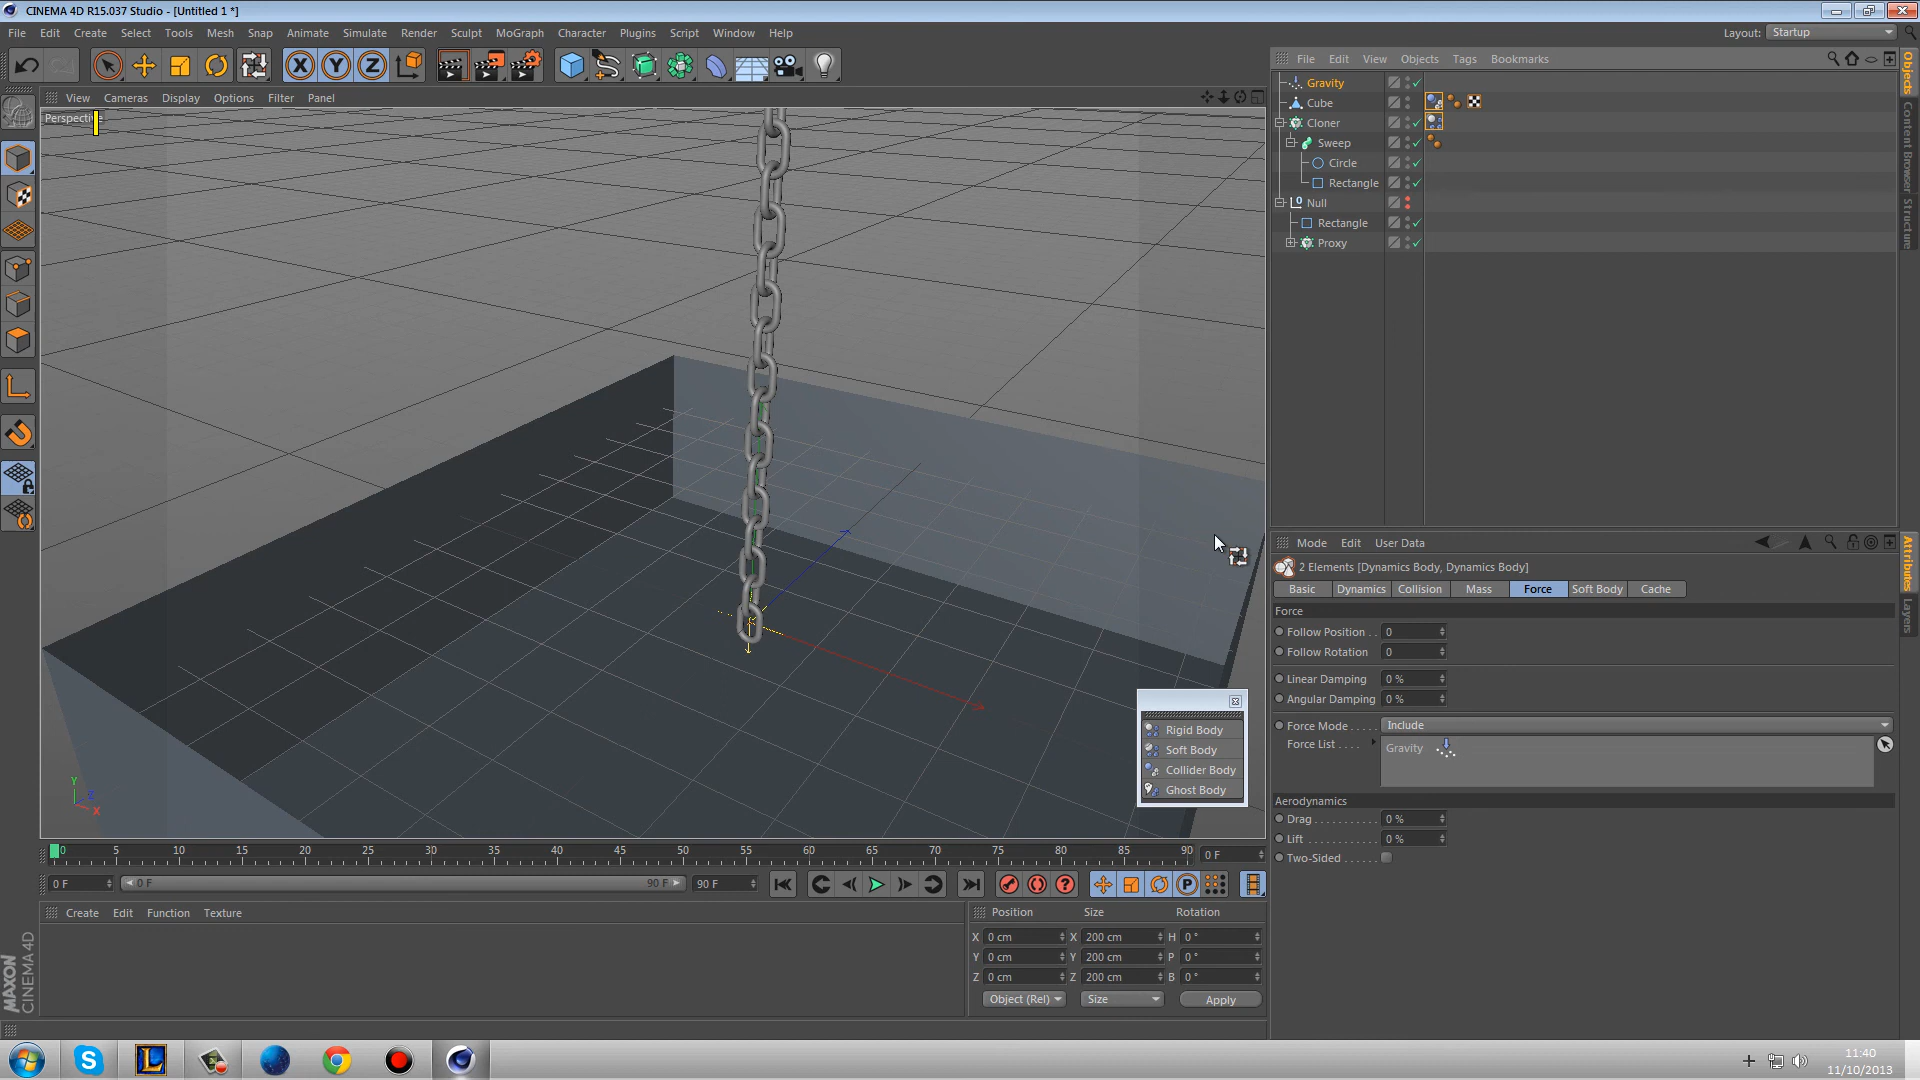 CINEMA 4D R15.037 Studio - [Untitled 1 *]
File Edit Create Select Tools Mesh Snap Animate Simulate Render Sculpt MoGraph Character Plugins Script Window Help
Layout: Startup
X Y Z
File Edit View Objects Tags Bookmarks
View Cameras Display Options Filter Panel
Perspective
Gravity
Cube
Cloner
Sweep
Circle
Rectangle
Null
Rectangle
Proxy
Objects
Content Browser
Structure
Mode Edit User Data
2 Elements [Dynamics Body, Dynamics Body]
Basic Dynamics Collision Mass Force Soft Body Cache
Force
Follow Position . . 0
Follow Rotation . 0
Linear Damping 0 %
Angular Damping 0 %
Force Mode . . . . . Include
Force List . . . . Gravity
Aerodynamics
Drag . . . . . . . . . . . 0 %
Lift . . . . . . . . . . . . 0 %
Two-Sided . . . . . .
Attributes
Layers
Rigid Body
Soft Body
Collider Body
Ghost Body
Y
Z
X
0 5 10 15 20 25 30 35 40 45 50 55 60 65 70 75 80 85 90 0 F
0 F 0 F 90 F 90 F
P
Create Edit Function Texture
Position Size Rotation
X 0 cm X 200 cm H 0 °
Y 0 cm Y 200 cm P 0 °
Z 0 cm Z 200 cm B 0 °
Object (Rel) Size Apply
MAXON
CINEMA 4D
S L
11:40
11/10/2013